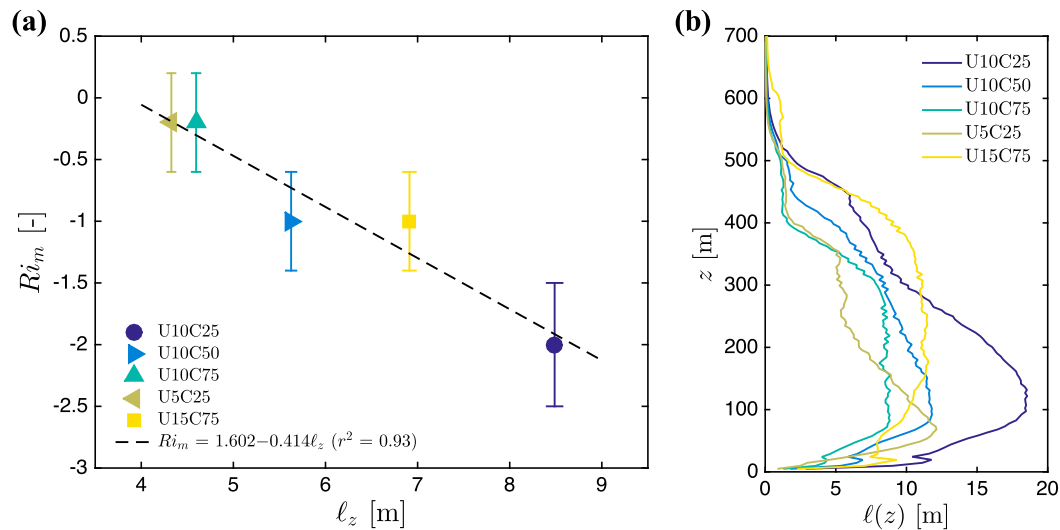 (a)
0.5
0
-0.5
-1
-1.5
-2
-2.5
-3
Ri_m [-]
U10C25
U10C50
U10C75
U5C25
U15C75
Ri_m = 1.602−0.414ℓ_z (r² = 0.93)
4 5 6 7 8 9
ℓ_z [m]
(b)
700
600
500
400
300
200
100
0
z [m]
U10C25
U10C50
U10C75
U5C25
U15C75
0 5 10 15 20
ℓ(z) [m]